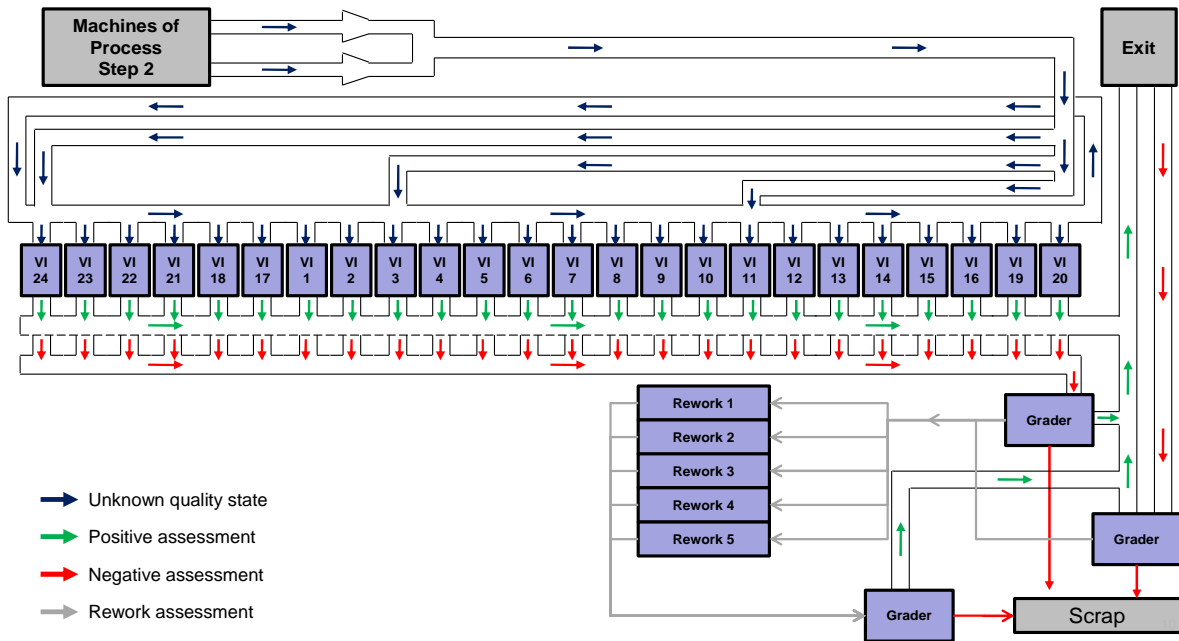 Machines of
Process
Step 2
Exit
VI
24
VI
23
VI
22
VI
21
VI
18
VI
17
VI
1
VI
2
VI
3
VI
4
VI
5
VI
6
VI
7
VI
8
VI
9
VI
10
VI
11
VI
12
VI
13
VI
14
VI
15
VI
16
VI
19
VI
20
Rework 1
Rework 2
Rework 3
Rework 4
Rework 5
Grader
Grader
Grader
Scrap
Unknown quality state
Positive assessment
Negative assessment
Rework assessment